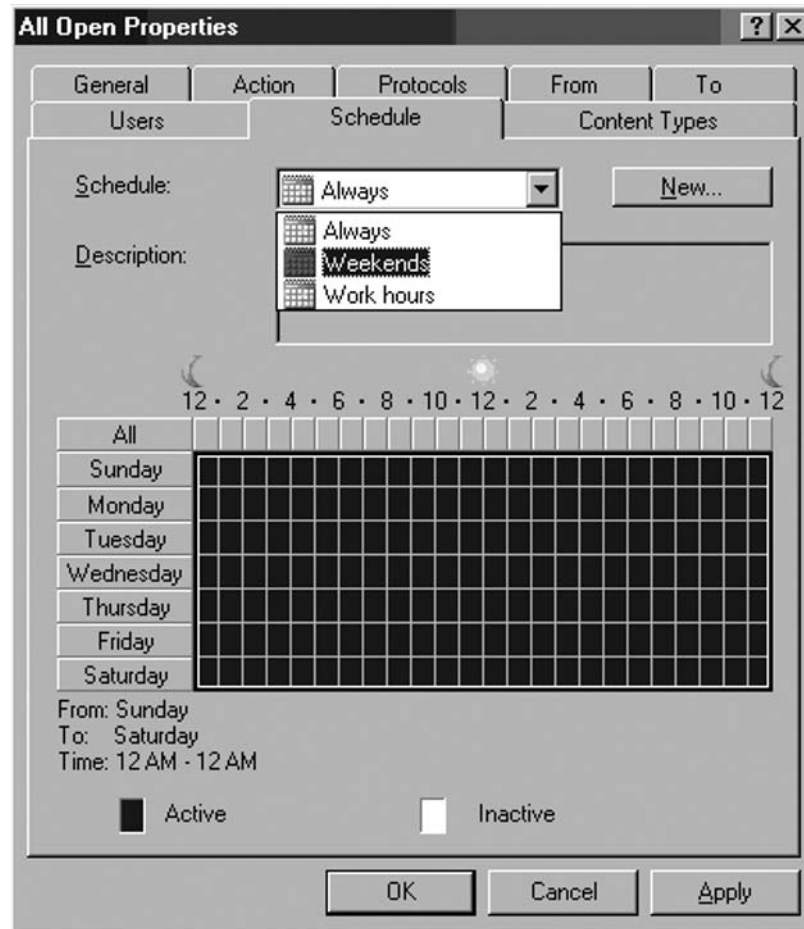 All Open Properties ? X
General Action Protocols From To
Users Schedule Content Types
Schedule: Always New...
Always
Description: Weekends
Work hours
12 · 2 · 4 · 6 · 8 · 10 · 12 · 2 · 4 · 6 · 8 · 10 · 12
All
Sunday
Monday
Tuesday
Wednesday
Thursday
Friday
Saturday
From: Sunday
To: Saturday
Time: 12 AM - 12 AM
Active Inactive
OK Cancel Apply